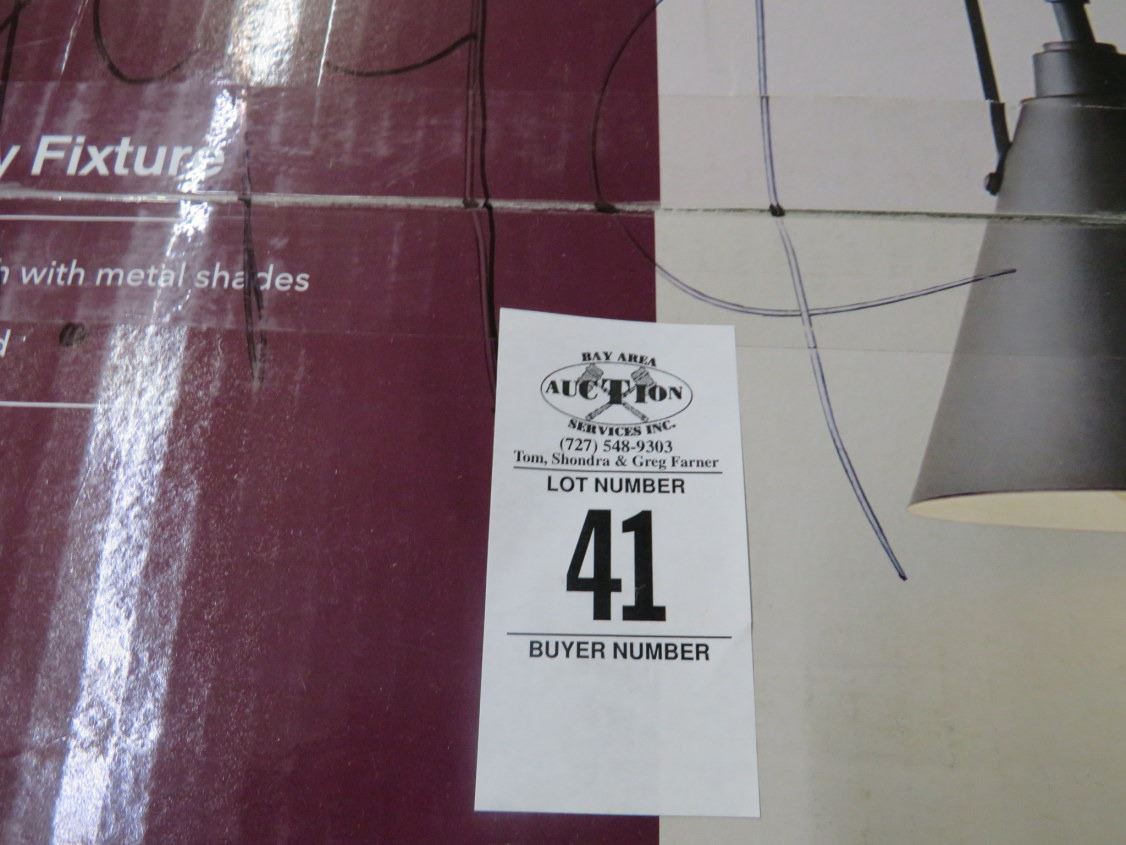 Fixture
with metal shades
BAY AREA
AUCTION
SERVICES INC.
(727) 548-9303
Tom, Shondra & Greg Farner
LOT NUMBER
41
BUYER NUMBER